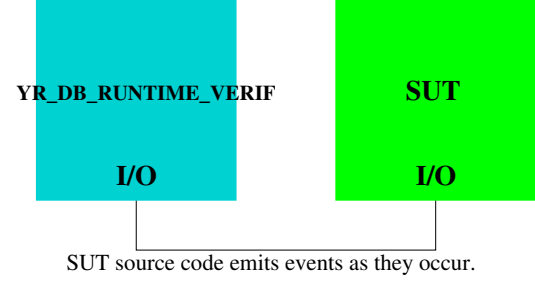 YR_DB_RUNTIME_VERIF
SUT
I/O
I/O
SUT source code emits events as they occur.